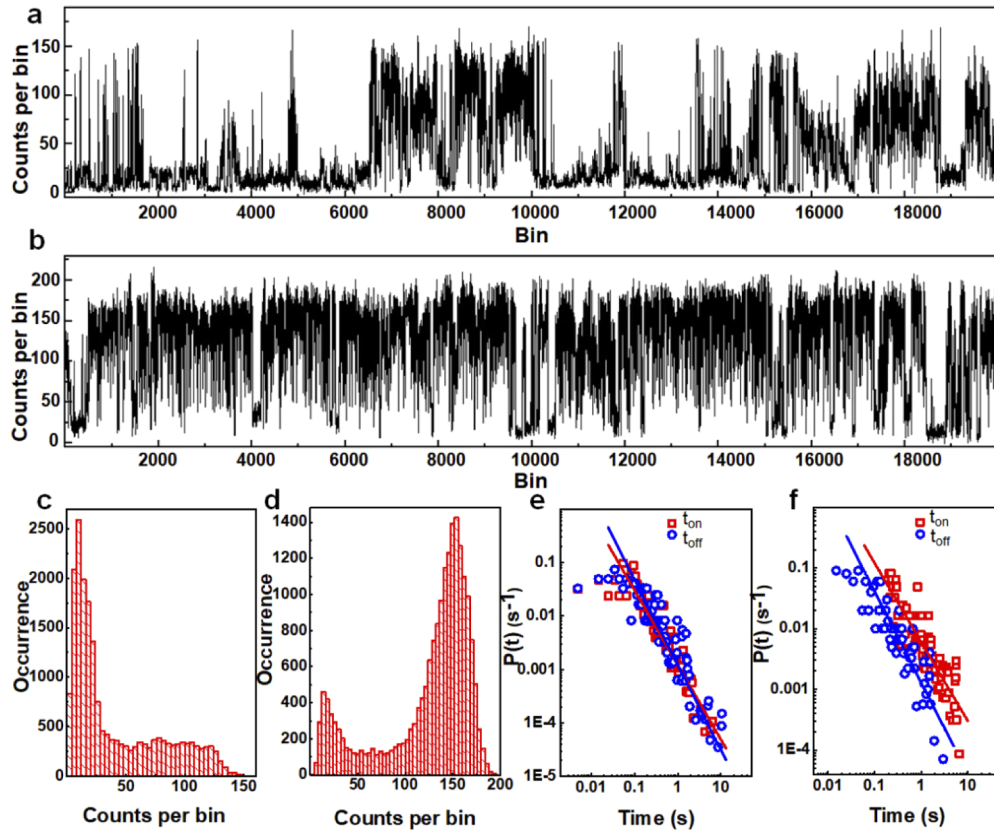 a
Counts per bin
150
100
50
0
2000 4000 6000 8000 10000 12000 14000 16000 18000
Bin
b
Counts per bin
200
150
100
50
0
2000 4000 6000 8000 10000 12000 14000 16000 18000
Bin
c
Occurrence
2500
2000
1500
1000
500
0
50 100 150
Counts per bin
d
Occurrence
1400
1200
1000
800
600
400
200
0
50 100 150 200
Counts per bin
e
P(t) (s-1)
0.1
0.01
0.001
1E-4
1E-5
ton
toff
0.01 0.1 1 10
Time (s)
f
P(t) (s-1)
0.1
0.01
0.001
1E-4
ton
toff
0.01 0.1 1 10
Time (s)